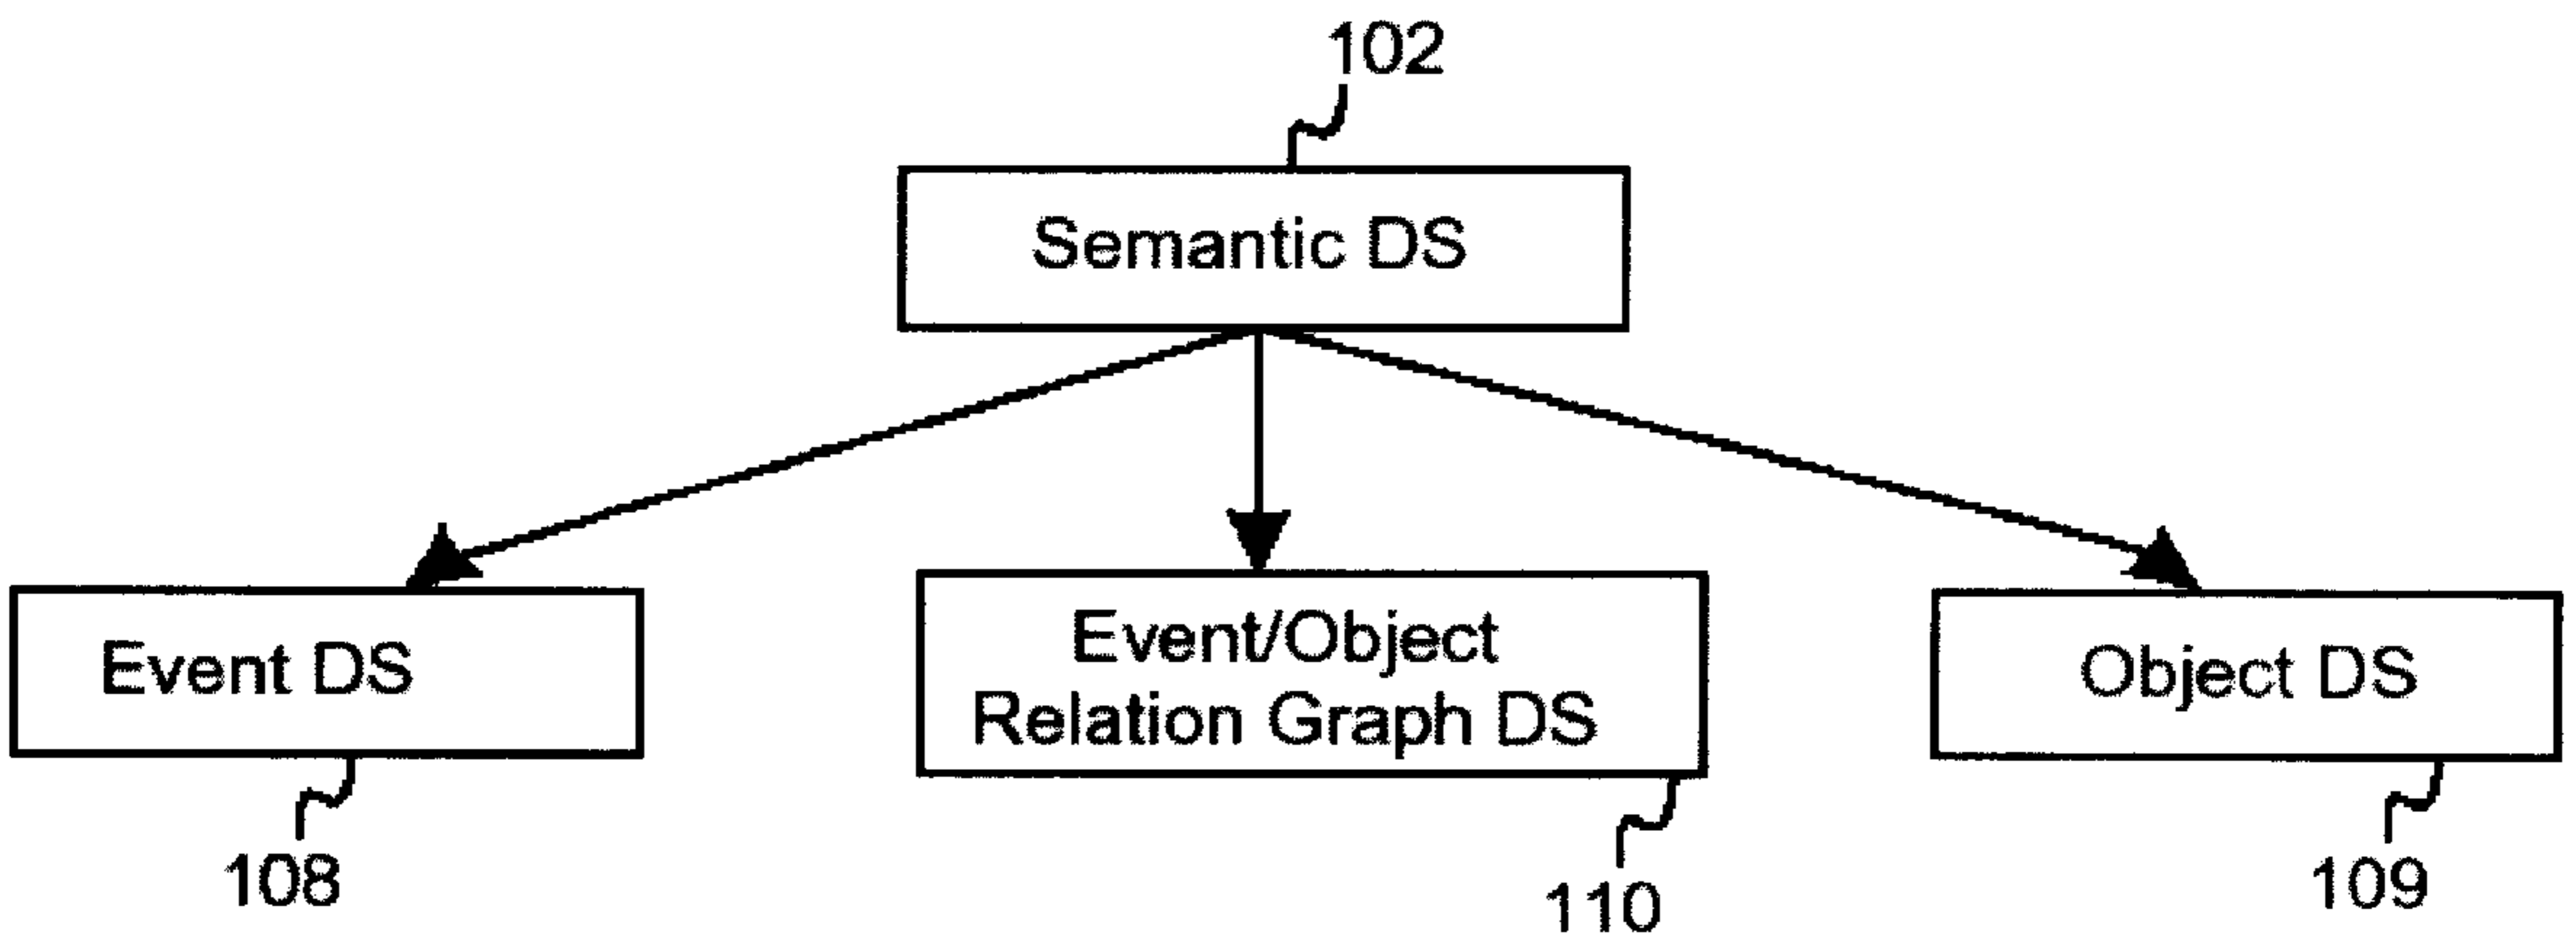 102
Semantic DS
Event DS
Event/Object
Relation Graph DS
Object DS
108
110
109